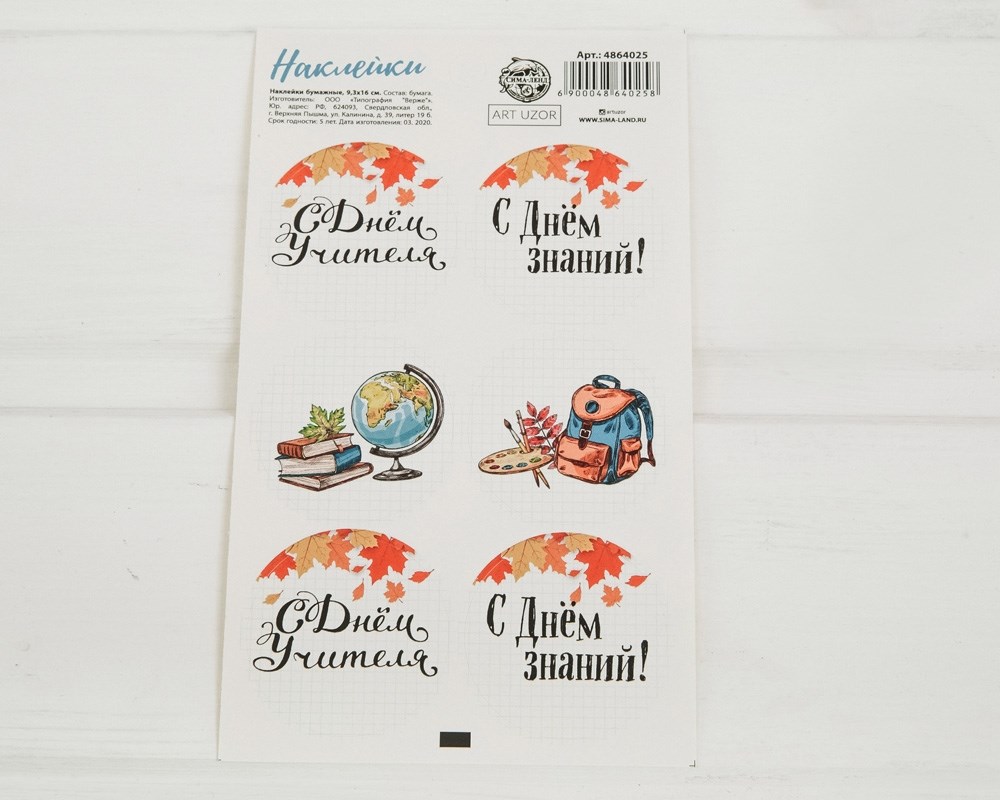 Наклейки
Наклейки бумажные, 9,3х16 см. Состав: бумага.
Изготовитель: ООО «Типография "Верже"».
Юр. адрес: РФ, 624093, Свердловская обл.,
г. Верхняя Пышма, ул. Калинина, д. 39, литер 19 б.
Срок годности: 5 лет. Дата изготовления: 03. 2020.
СИМА-ЛЕНД
ART UZOR
Арт.: 4864025
6 900048 640258
artuzor
WWW.SIMA-LAND.RU
С Днём
Учителя
С Днём
знаний!
С Днём
Учителя
С Днём
знаний!